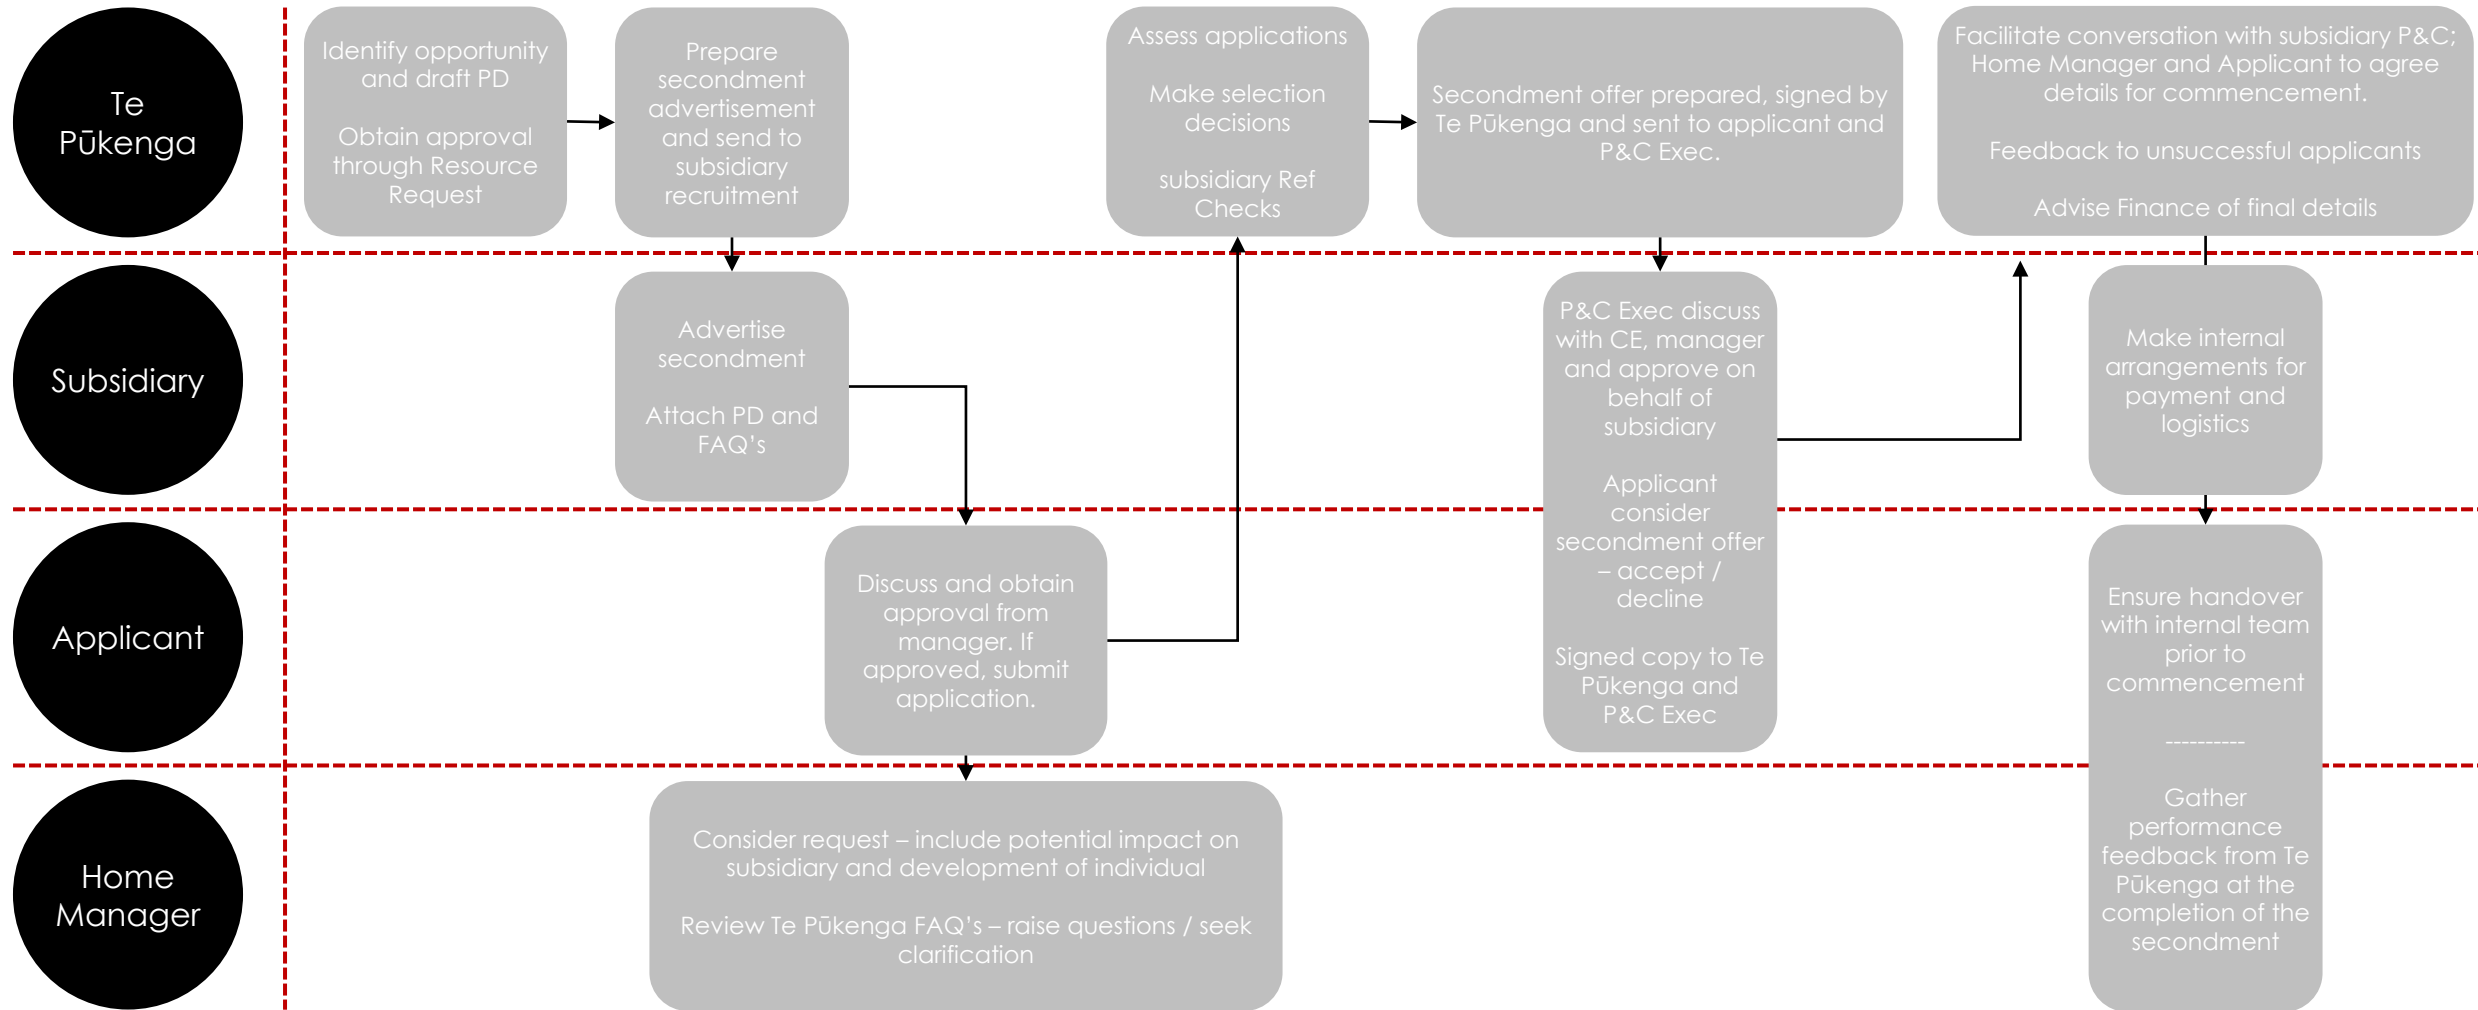 Te
Pūkenga
Identify opportunity
and draft PD
Obtain approval
through Resource
Request
Prepare
secondment
advertisement
and send to
subsidiary
recruitment
Assess applications
Make selection
decisions
subsidiary Ref
Checks
Secondment offer prepared, signed by
Te Pūkenga and sent to applicant and
P&C Exec.
Facilitate conversation with subsidiary P&C;
Home Manager and Applicant to agree
details for commencement.
Feedback to unsuccessful applicants
Advise Finance of final details
Subsidiary
Advertise
secondment
Attach PD and
FAQ’s
P&C Exec discuss
with CE, manager
and approve on
behalf of
subsidiary
Applicant
consider
secondment offer
– accept /
decline
Signed copy to Te
Pūkenga and
P&C Exec
Make internal
arrangements for
payment and
logistics
Applicant
Discuss and obtain
approval from
manager. If
approved, submit
application.
Ensure handover
with internal team
prior to
commencement
----------
Gather
performance
feedback from Te
Pūkenga at the
completion of the
secondment
Home
Manager
Consider request – include potential impact on
subsidiary and development of individual
Review Te Pūkenga FAQ’s – raise questions / seek
clarification